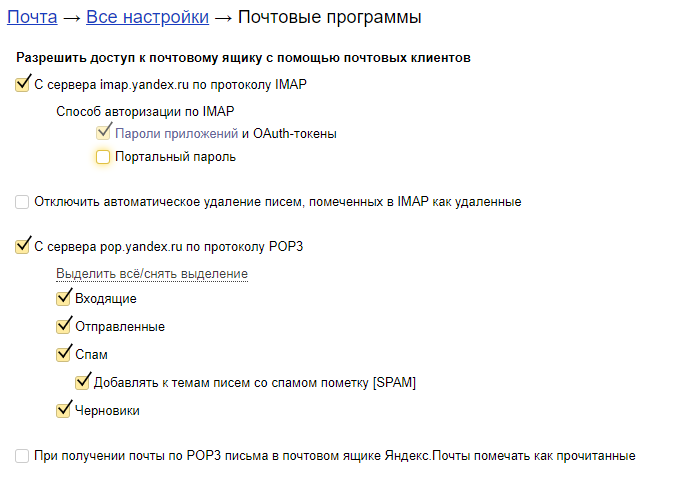 Почта → Все настройки → Почтовые программы
Разрешить доступ к почтовому ящику с помощью почтовых клиентов
С сервера imap.yandex.ru по протоколу IMAP
Способ авторизации по IMAP
Пароли приложений и OAuth-токены
Портальный пароль
Отключить автоматическое удаление писем, помеченных в IMAP как удаленные
С сервера pop.yandex.ru по протоколу POP3
Выделить всё/снять выделение
Входящие
Отправленные
Спам
Добавлять к темам писем со спамом пометку [SPAM]
Черновики
При получении почты по POP3 письма в почтовом ящике Яндекс.Почты помечать как прочитанные